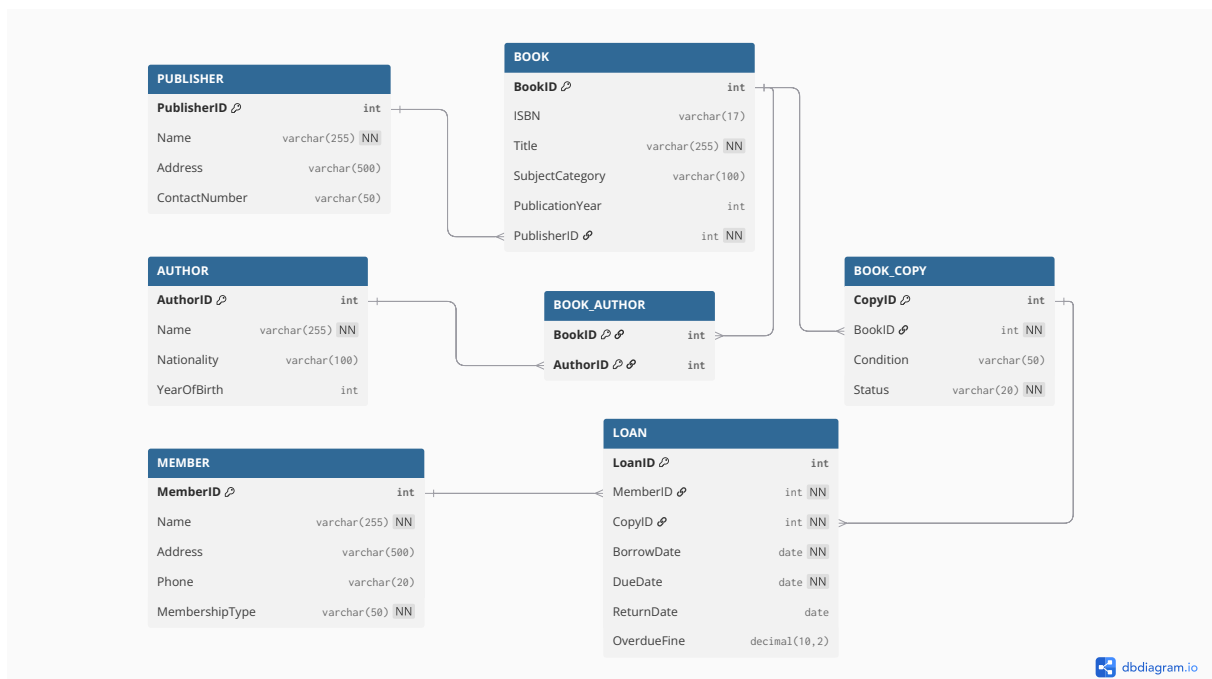 PUBLISHER
PublisherID int
Name varchar(255) NN
Address varchar(500)
ContactNumber varchar(50)
BOOK
BookID int
ISBN varchar(17)
Title varchar(255) NN
SubjectCategory varchar(100)
PublicationYear int
PublisherID int NN
AUTHOR
AuthorID int
Name varchar(255) NN
Nationality varchar(100)
YearOfBirth int
BOOK_AUTHOR
BookID int
AuthorID int
BOOK_COPY
CopyID int
BookID int NN
Condition varchar(50)
Status varchar(20) NN
MEMBER
MemberID int
Name varchar(255) NN
Address varchar(500)
Phone varchar(20)
MembershipType varchar(50) NN
LOAN
LoanID int
MemberID int NN
CopyID int NN
BorrowDate date NN
DueDate date NN
ReturnDate date
OverdueFine decimal(10,2)
dbdiagram.io